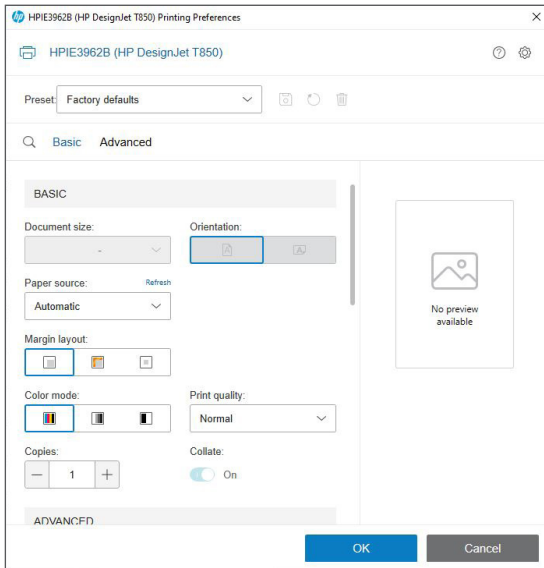 HPIE3962B (HP DesignJet T850) Printing Preferences
HPIE3962B (HP DesignJet T850)
Preset: Factory defaults
Basic Advanced
BASIC
Document size: Orientation:
-
Paper source: Refresh
Automatic
Margin layout:
Color mode: Print quality:
Normal
Copies: Collate:
1 On
ADVANCED
No preview
available
OK Cancel